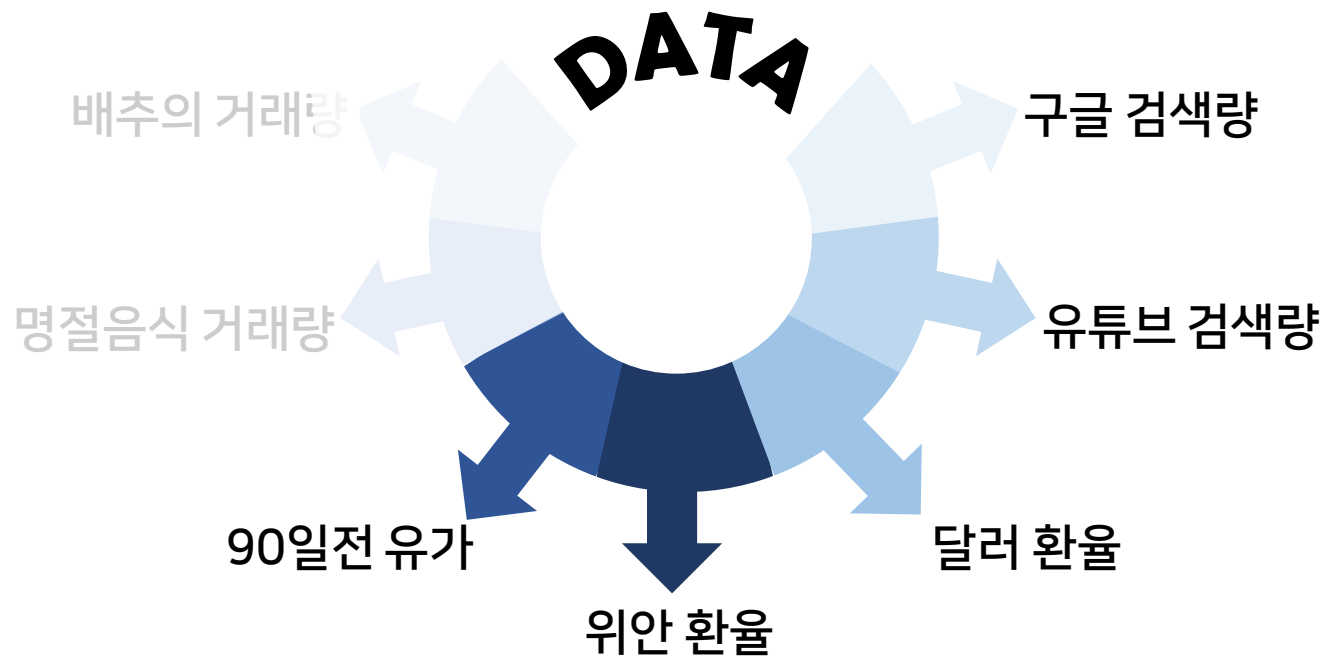 DATA
배추의 거래량
구글 검색량
명절음식 거래량
유튜브 검색량
90일전 유가
달러 환율
위안 환율